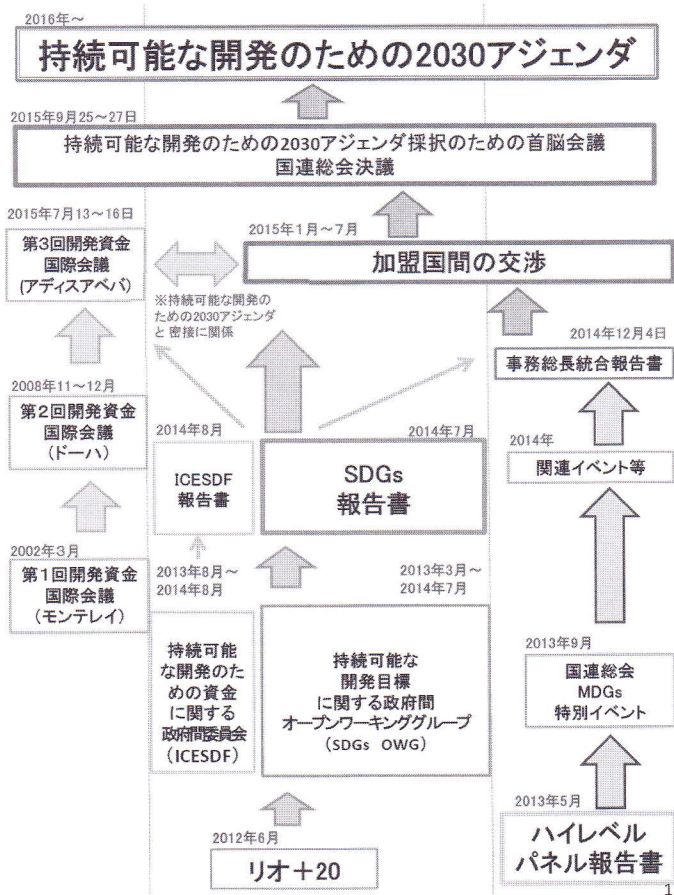 2016年～
持続可能な開発のための2030アジェンダ
2015年9月25～27日
持続可能な開発のための2030アジェンダ採択のための首脳会議
国連総会決議
2015年7月13～16日
第3回開発資金
国際会議
(アディスアベバ)
2015年1月～7月
加盟国間の交渉
※持続可能な開発の
ための2030アジェンダ
と 密接に関係
2014年12月4日
事務総長統合報告書
2008年11～12月
第2回開発資金
国際会議
(ドーハ)
2014年8月
ICESDF
報告書
2014年7月
SDGs
報告書
2014年
関連イベント等
2002年3月
第1回開発資金
国際会議
(モンテレイ)
2013年8月～
2014年8月
持続可能
な開発のた
めの資金
に関する
政府間委員会
(ICESDF)
2013年3月～
2014年7月
持続可能な
開発目標
に関する政府間
オープンワーキンググループ
(SDGs OWG)
2013年9月
国連総会
MDGs
特別イベント
2012年6月
リオ＋20
2013年5月
ハイレベル
パネル報告書
1